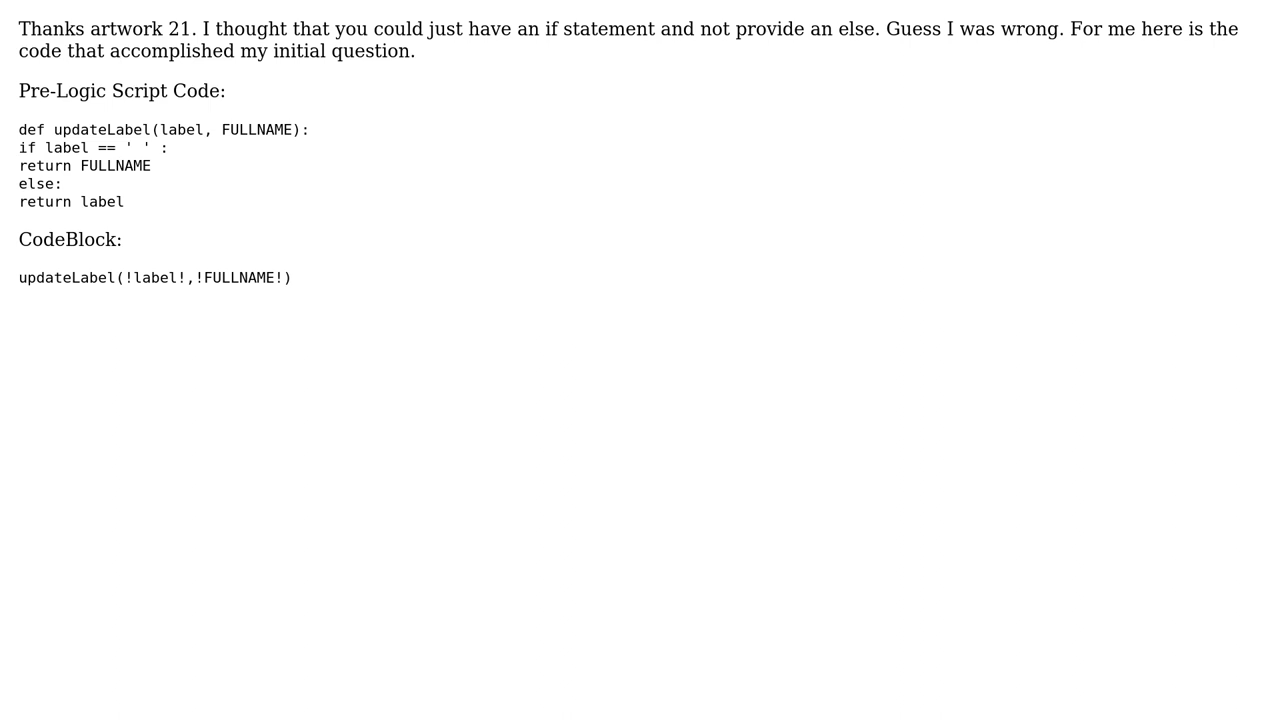 Thanks artwork 21. I thought that you could just have an if statement and not provide an else. Guess I was wrong. For me here is the
code that accomplished my initial question.
Pre-Logic Script Code:
def updateLabel(label, FULLNAME):
if label == ' ' :
return FULLNAME
else:
return label
CodeBlock:
updateLabel(!label!,!FULLNAME!)